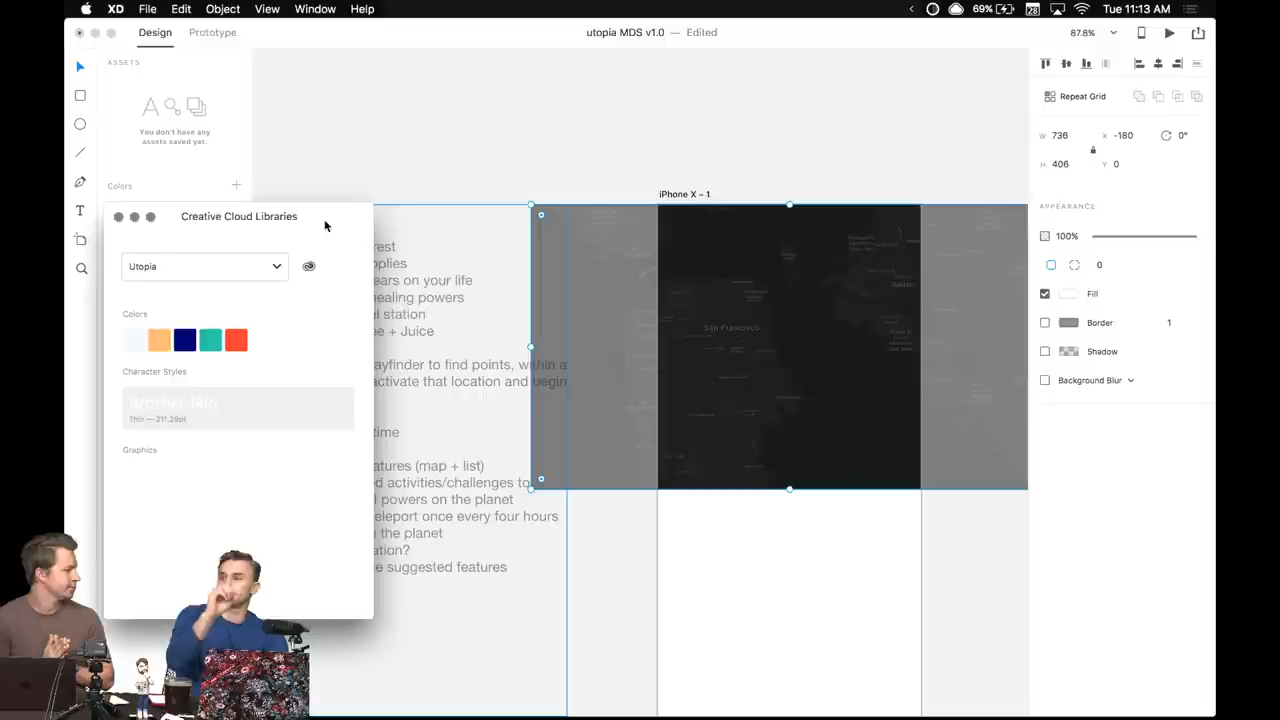 XD File Edit Object View Window Help
69%
28
Tue 11:13 AM
Design
Prototype
utopia MDS v1.0 — Edited
87.8%
ASSETS
You don't have any
assets saved yet.
Colors
Creative Cloud Libraries
Utopia
Colors
Character Styles
Brother 1816
Thin — 211.29pt
Graphics
rest
pplies
ears on your life
healing powers
l station
ee + Juice
ayfinder to find points, within a
activate that location and begin
time
atures (map + list)
d activities/challenges to
l powers on the planet
eleport once every four hours
the planet
ation?
e suggested features
iPhone X – 1
San Francisco
Repeat Grid
W 736 X -180 0°
H 406 Y 0
APPEARANCE
100%
0
Fill
Border 1
Shadow
Background Blur